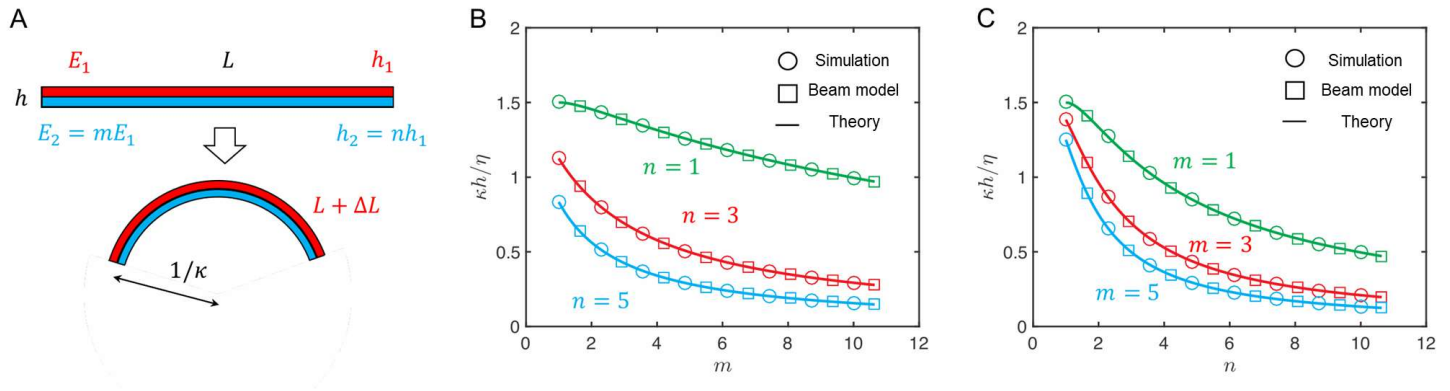 A
E₁ L h₁
h
E₂ = mE₁ h₂ = nh₁
L + ΔL
1/κ
B
κh/η
2
1.5
1
0.5
0
0 2 4 6 8 10 12
m
Simulation
Beam model
Theory
n = 1
n = 3
n = 5
C
κh/η
2
1.5
1
0.5
0
0 2 4 6 8 10 12
n
Simulation
Beam model
Theory
m = 1
m = 3
m = 5